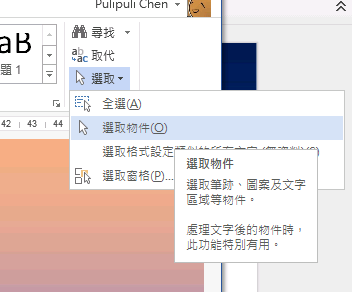 Pulipuli Chen
aB
題 1
尋找
取代
選取
全選(A)
42 43 44
選取物件(O)
選取窗格(P)...
選取物件
選取筆跡、圖案及文字
區域等物件。
處理文字後的物件時，
此功能特別有用。